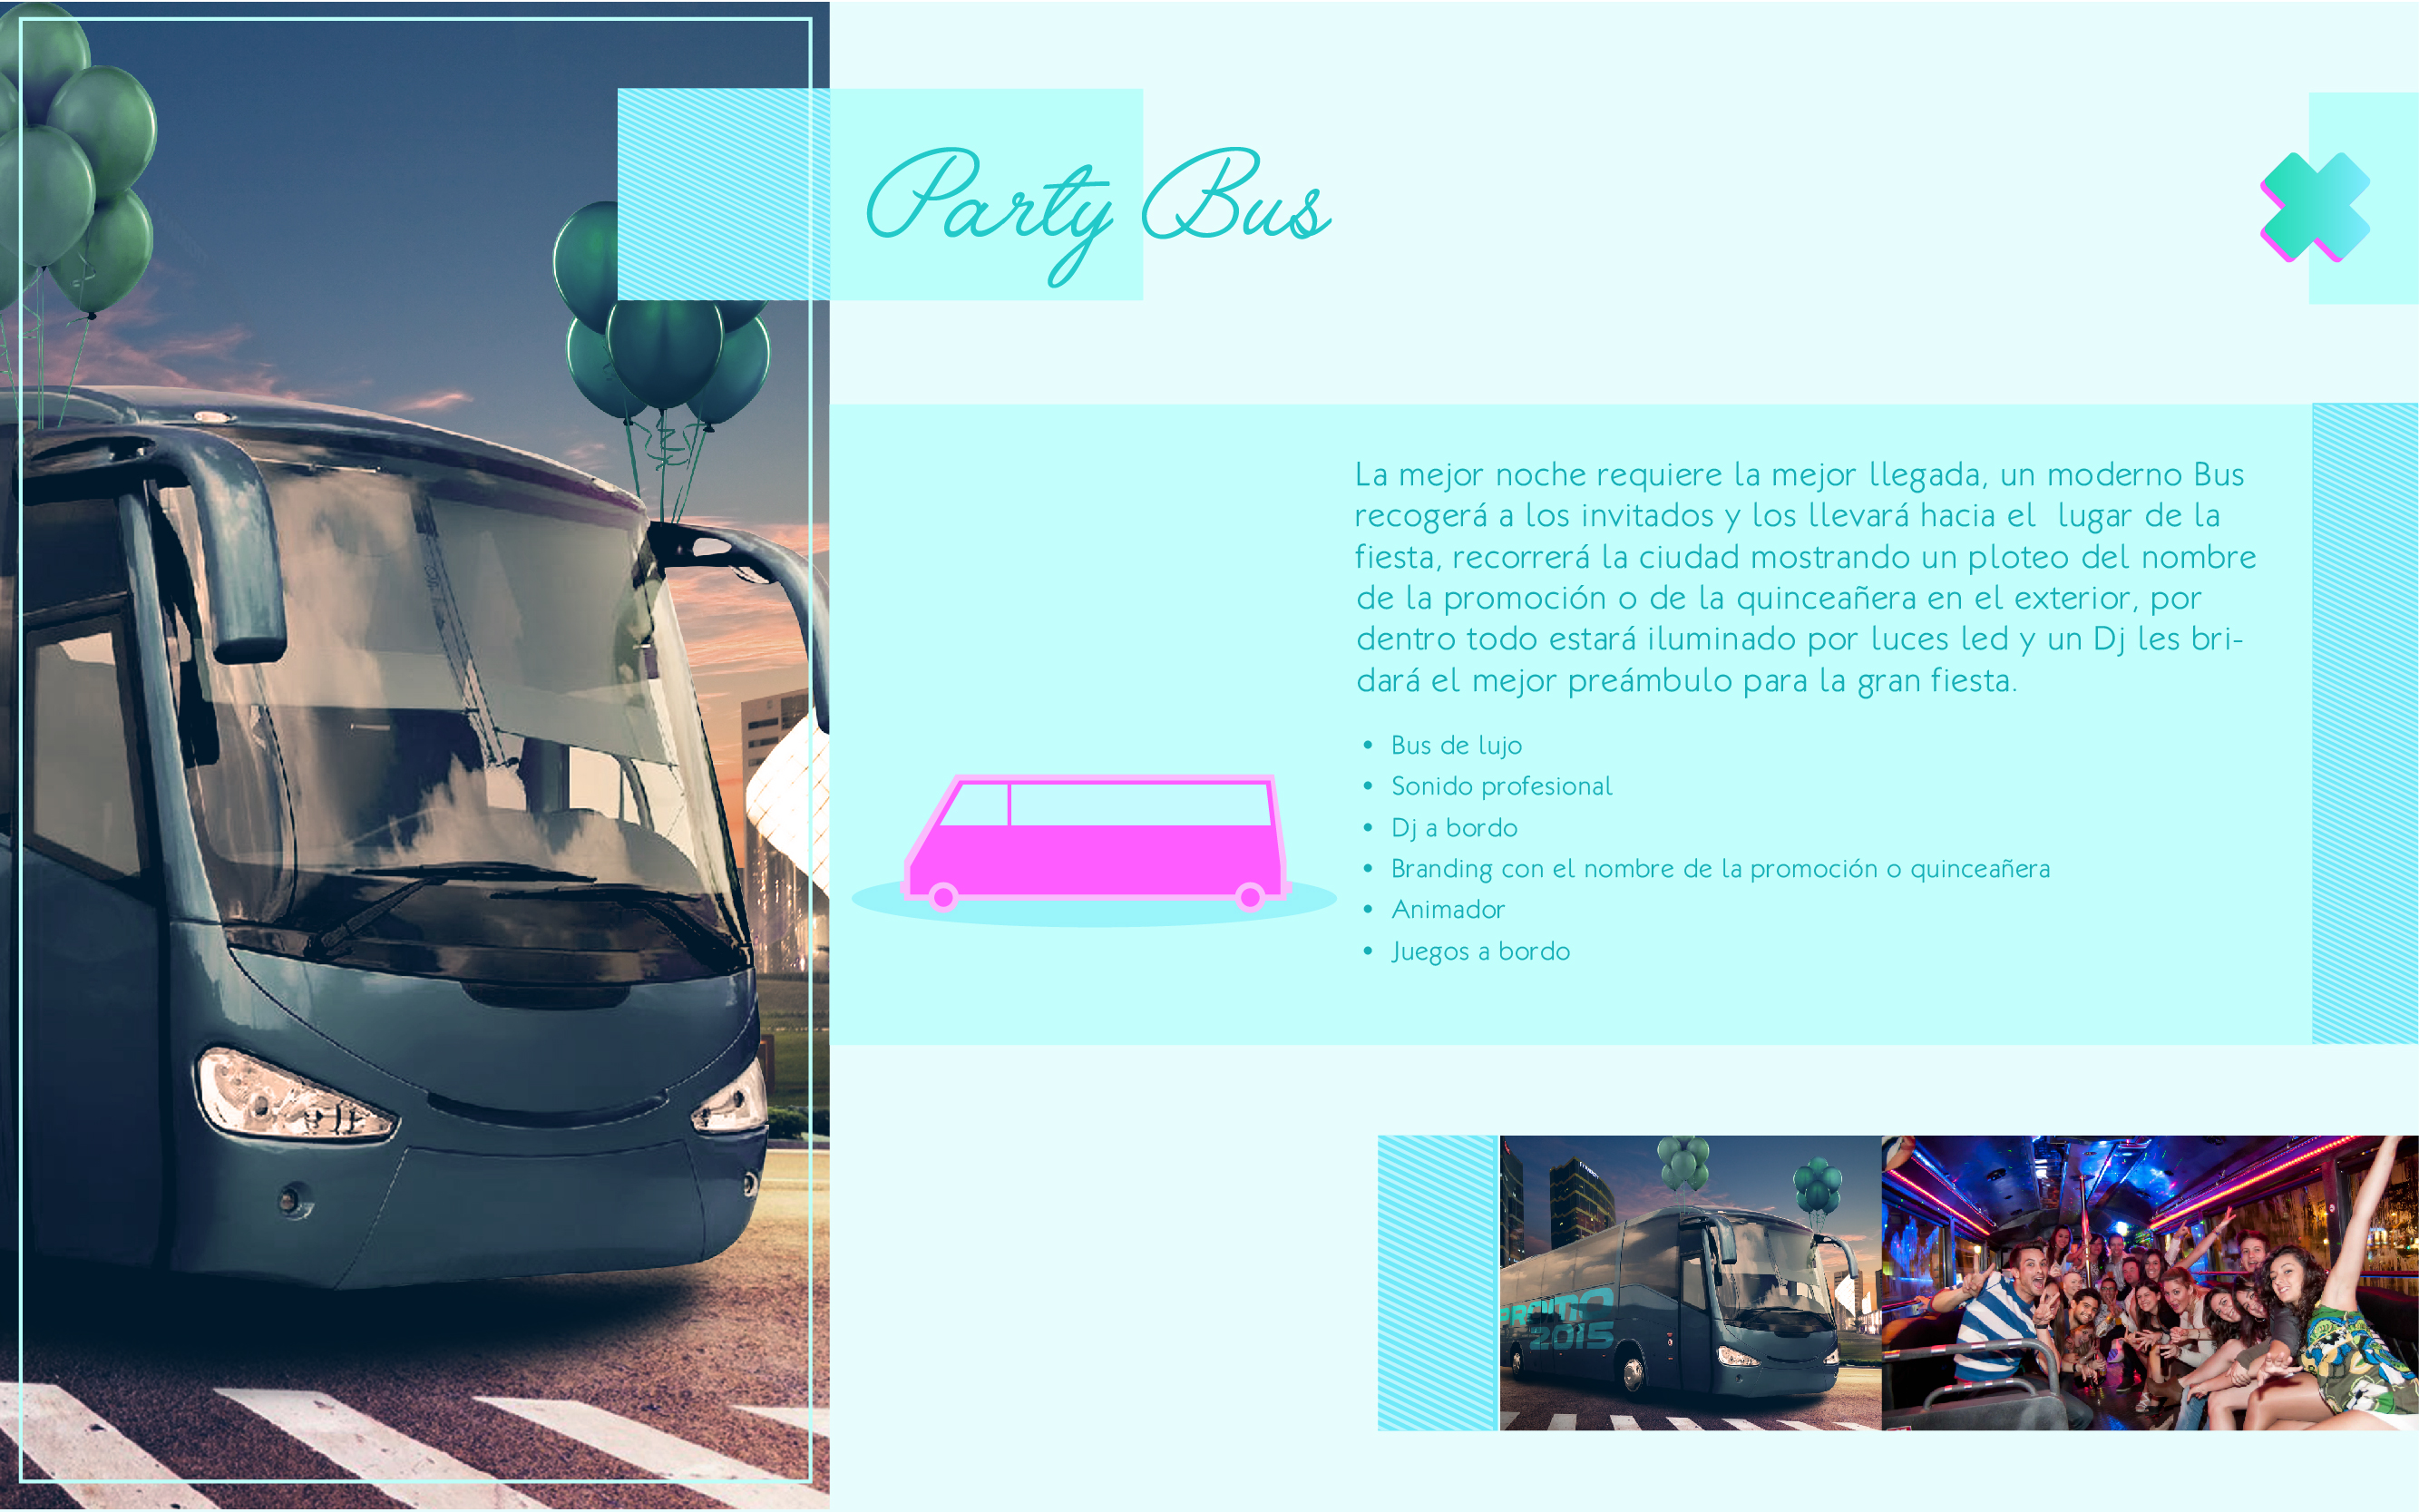 Party Bus
La mejor noche requiere la mejor llegada, un moderno Bus
recogerá a los invitados y los llevará hacia el  lugar de la
fiesta, recorrerá la ciudad mostrando un ploteo del nombre
de la promoción o de la quinceañera en el exterior, por
dentro todo estará iluminado por luces led y un Dj les bri-
dará el mejor preámbulo para la gran fiesta.
• Bus de lujo
• Sonido profesional
• Dj a bordo
• Branding con el nombre de la promoción o quinceañera
• Animador
• Juegos a bordo
2015